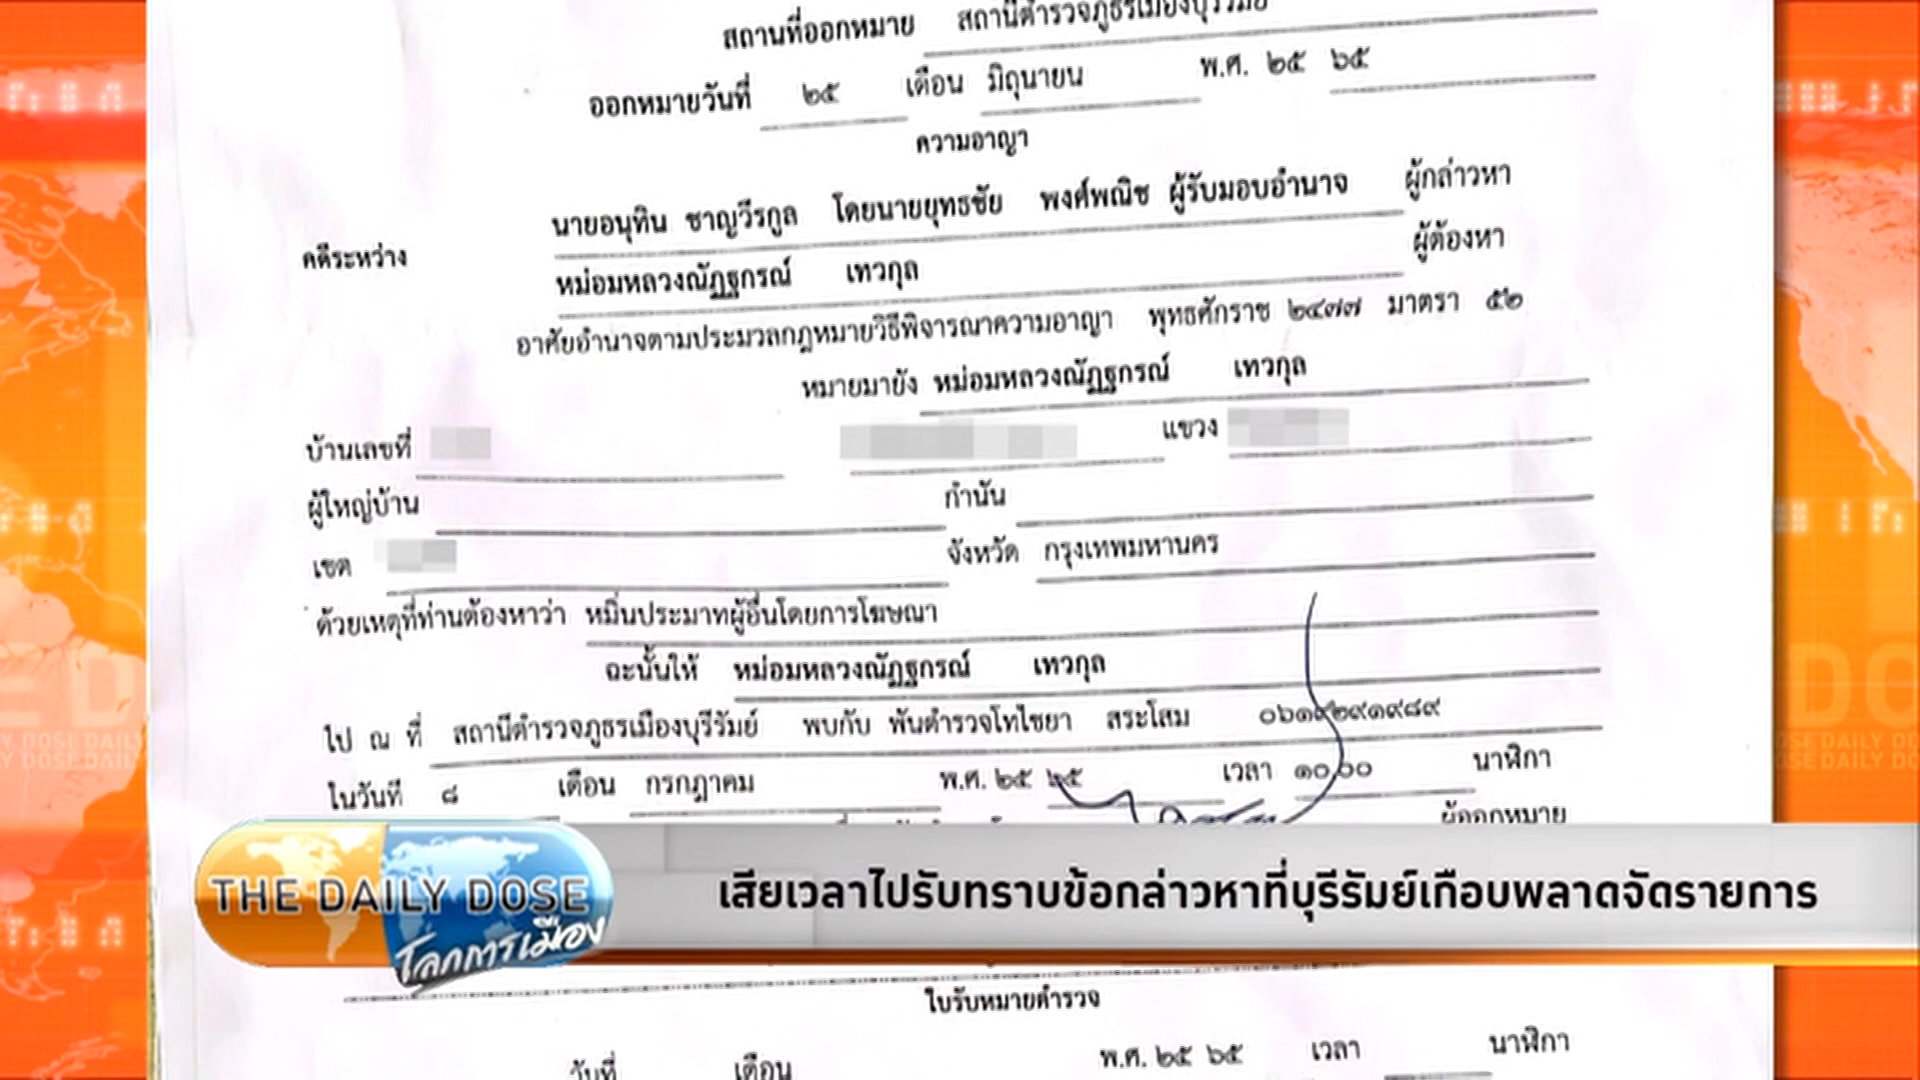 สถานที่ออกหมาย สถานีตำรวจภูธรเมืองบุรีรัมย์
ออกหมายวันที่ ๒๕ เดือน มิถุนายน พ.ศ. ๒๕ ๖๕
ความอาญา
นายอนุทิน ชาญวีรกูล โดยนายยุทธชัย พงศ์พณิช ผู้รับมอบอำนาจ ผู้กล่าวหา
คดีระหว่าง
หม่อมหลวงณัฏฐกรณ์ เทวกุล ผู้ต้องหา
อาศัยอำนาจตามประมวลกฎหมายวิธีพิจารณาความอาญา พุทธศักราช ๒๔๗๗ มาตรา ๕๒
หมายมายัง หม่อมหลวงณัฏฐกรณ์ เทวกุล
บ้านเลขที่ แขวง
ผู้ใหญ่บ้าน กำนัน
เขต จังหวัด กรุงเทพมหานคร
ด้วยเหตุที่ท่านต้องหาว่า หมิ่นประมาทผู้อื่นโดยการโฆษณา
ฉะนั้นให้ หม่อมหลวงณัฏฐกรณ์ เทวกุล
ไป ณ ที่ สถานีตำรวจภูธรเมืองบุรีรัมย์ พบกับ พันตำรวจโทไชยา สระโสม ๐๖๑๙๒๙๑๙๘๙
ในวันที่ ๘ เดือน กรกฎาคม พ.ศ. ๒๕ ๖๕ เวลา ๑๐.๐๐ นาฬิกา
ผู้ออกหมาย
THE DAILY DOSE
โลกการเมือง
เสียเวลาไปรับทราบข้อกล่าวหาที่บุรีรัมย์เกือบพลาดจัดรายการ
ใบรับหมายตำรวจ
วันที่ เดือน พ.ศ. ๒๕ ๖๕ เวลา นาฬิกา